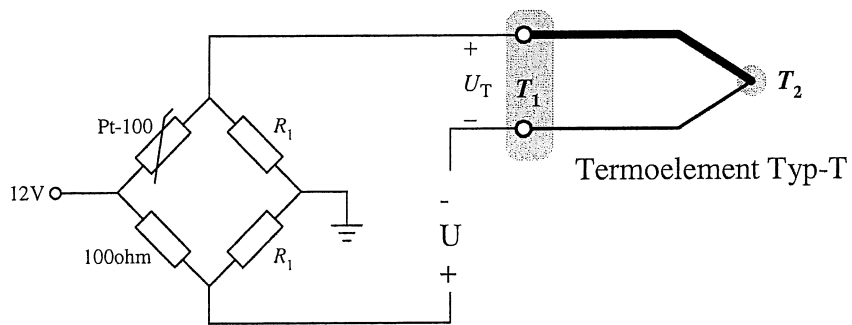 +
U_T
−
T_1
T_2
Pt-100
R_1
12V
Termoelement Typ-T
-
U
+
100ohm
R_1